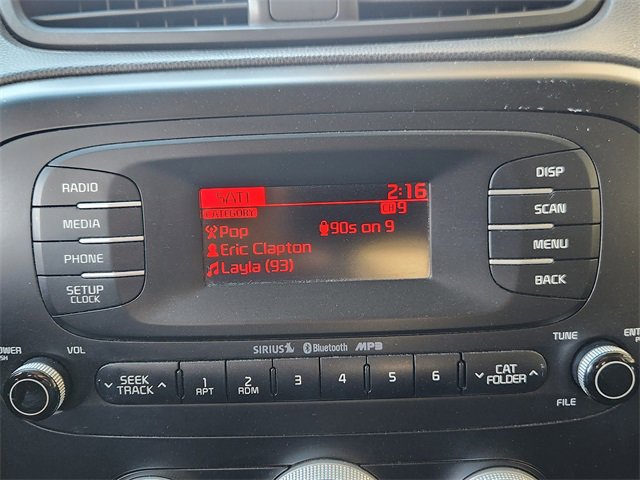 RADIO
MEDIA
PHONE
SETUP
CLOCK
SAT1
2:16
CATEGORY
CH9
Pop
90s on 9
Eric Clapton
Layla (93)
DISP
SCAN
MENU
BACK
SIRIUS Bluetooth MP3
POWER
VOL
SEEK
TRACK
1
RPT
2
RDM
3
4
5
6
CAT
FOLDER
TUNE
FILE